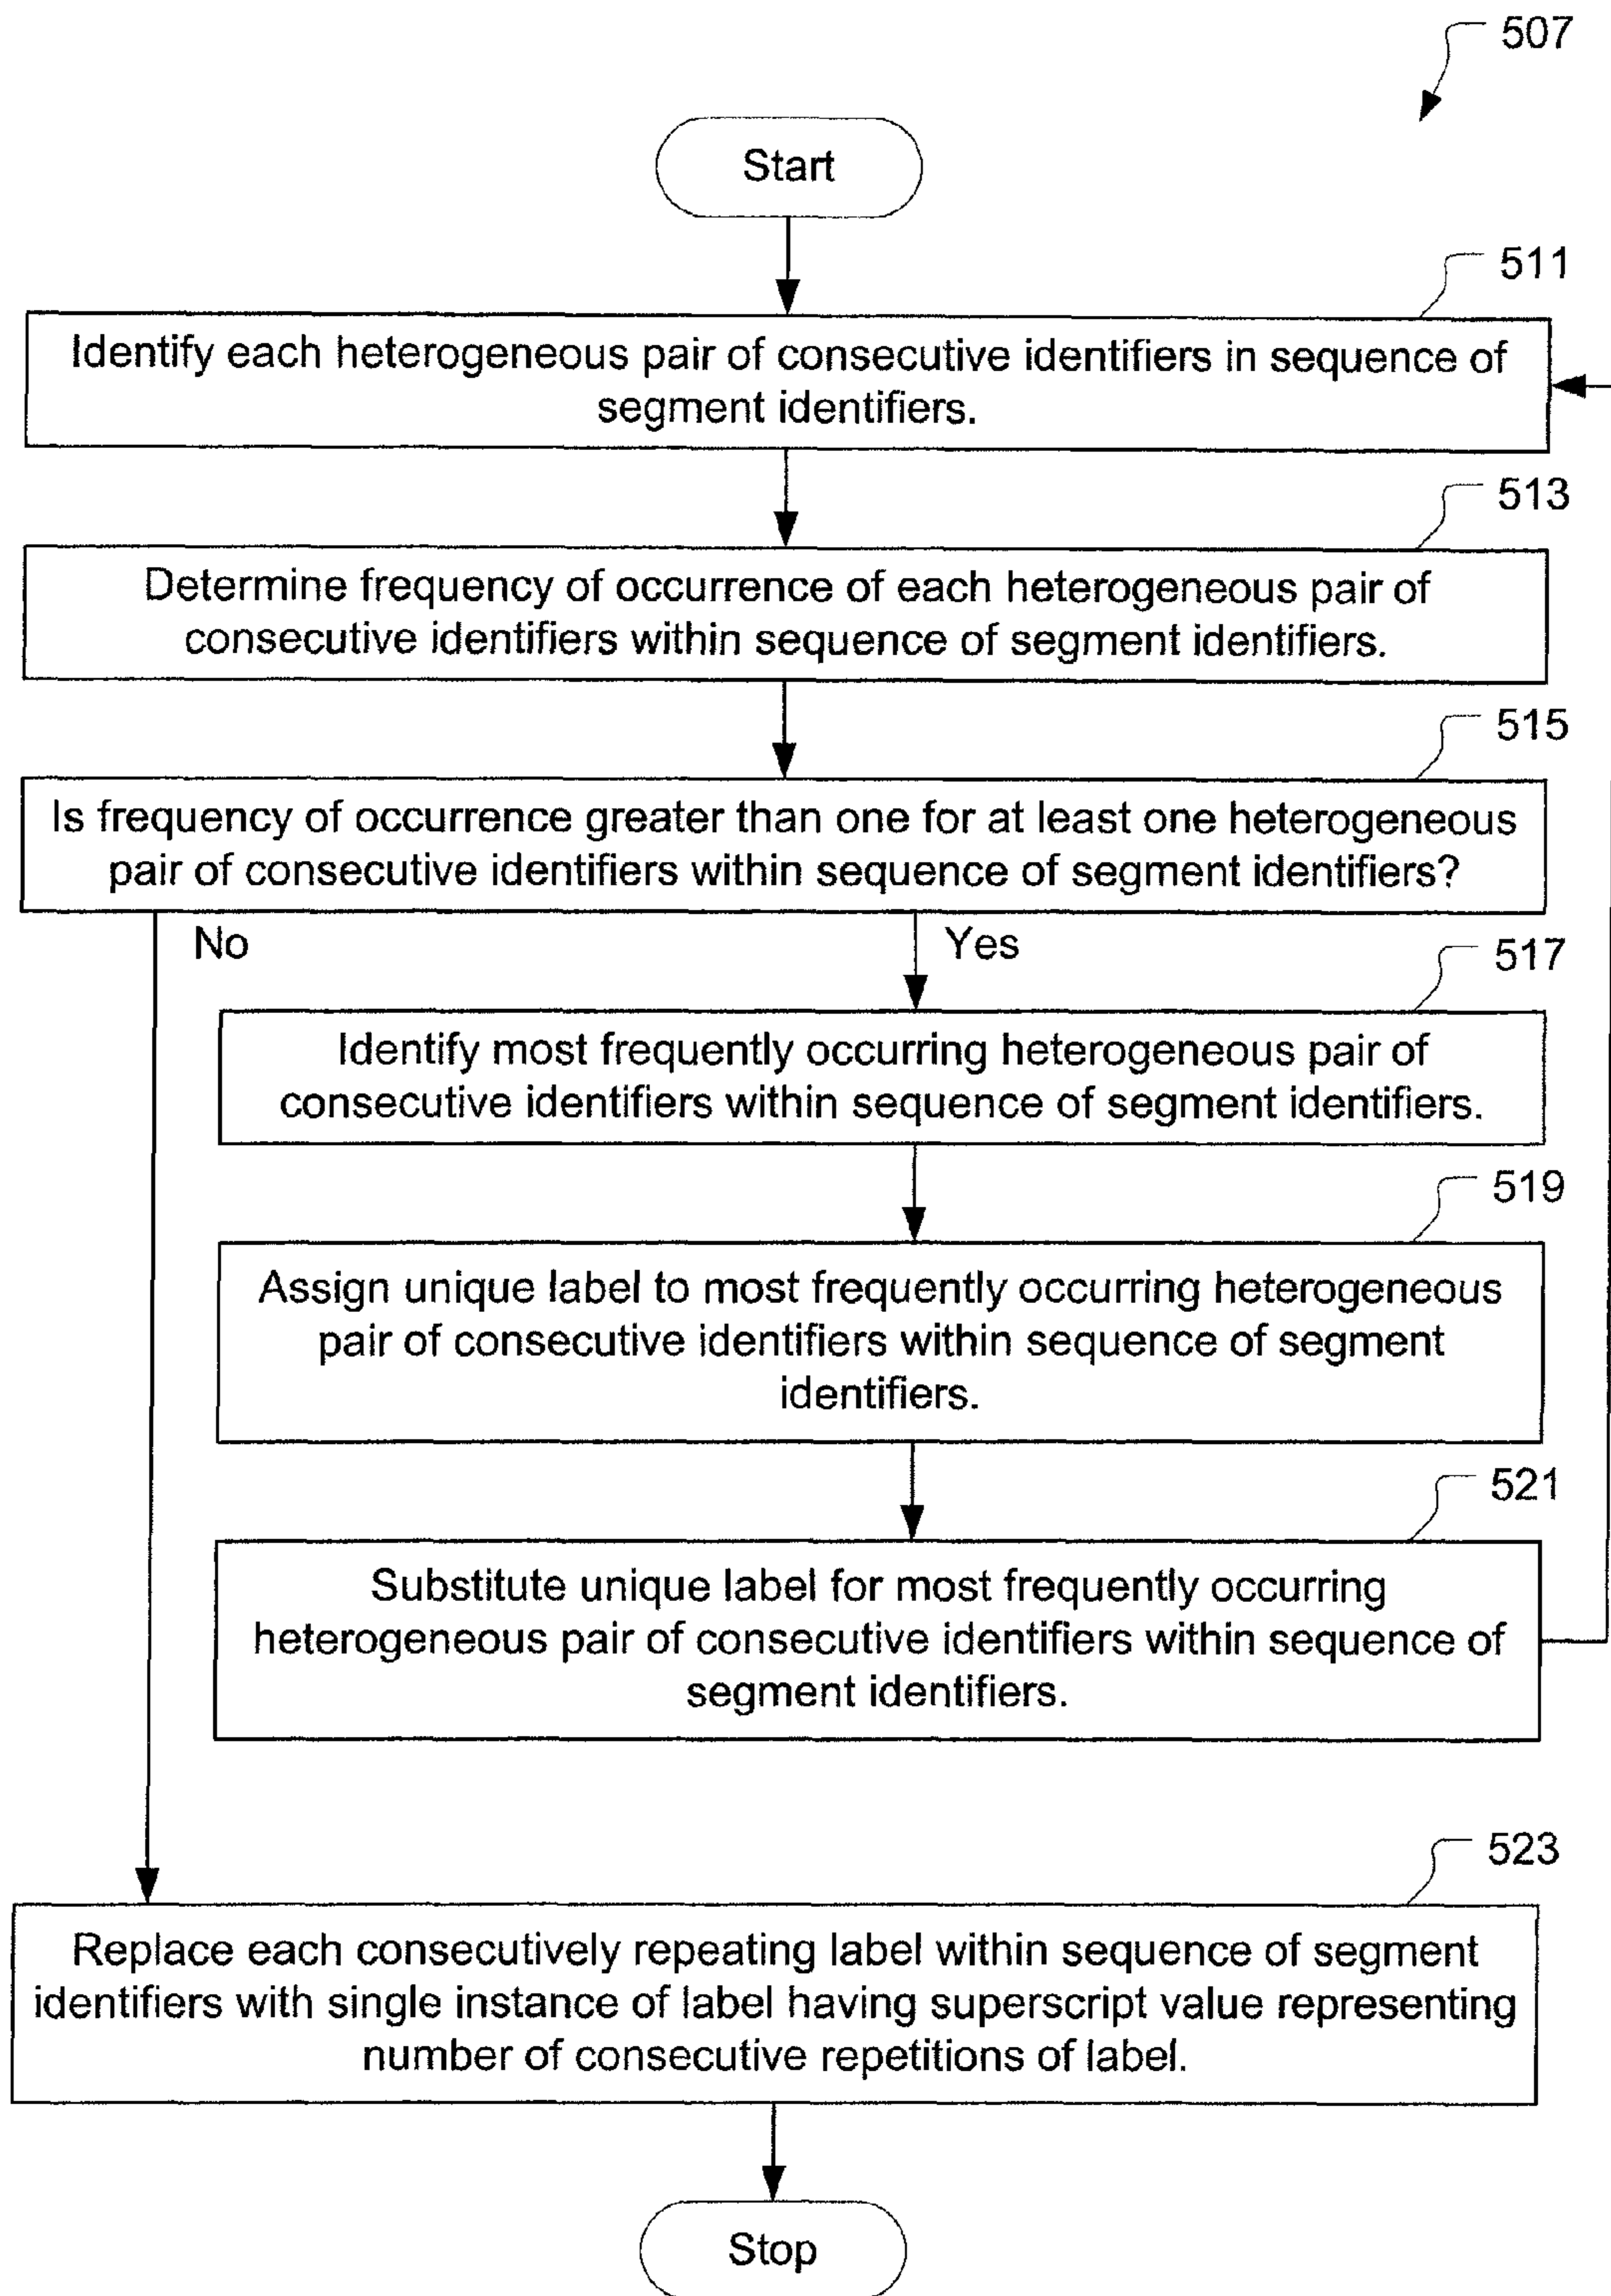 507
Start
511
Identify each heterogeneous pair of consecutive identifiers in sequence of
segment identifiers.
513
Determine frequency of occurrence of each heterogeneous pair of
consecutive identifiers within sequence of segment identifiers.
515
Is frequency of occurrence greater than one for at least one heterogeneous
pair of consecutive identifiers within sequence of segment identifiers?
No
Yes
517
Identify most frequently occurring heterogeneous pair of
consecutive identifiers within sequence of segment identifiers.
519
Assign unique label to most frequently occurring heterogeneous
pair of consecutive identifiers within sequence of segment
identifiers.
521
Substitute unique label for most frequently occurring
heterogeneous pair of consecutive identifiers within sequence of
segment identifiers.
523
Replace each consecutively repeating label within sequence of segment
identifiers with single instance of label having superscript value representing
number of consecutive repetitions of label.
Stop